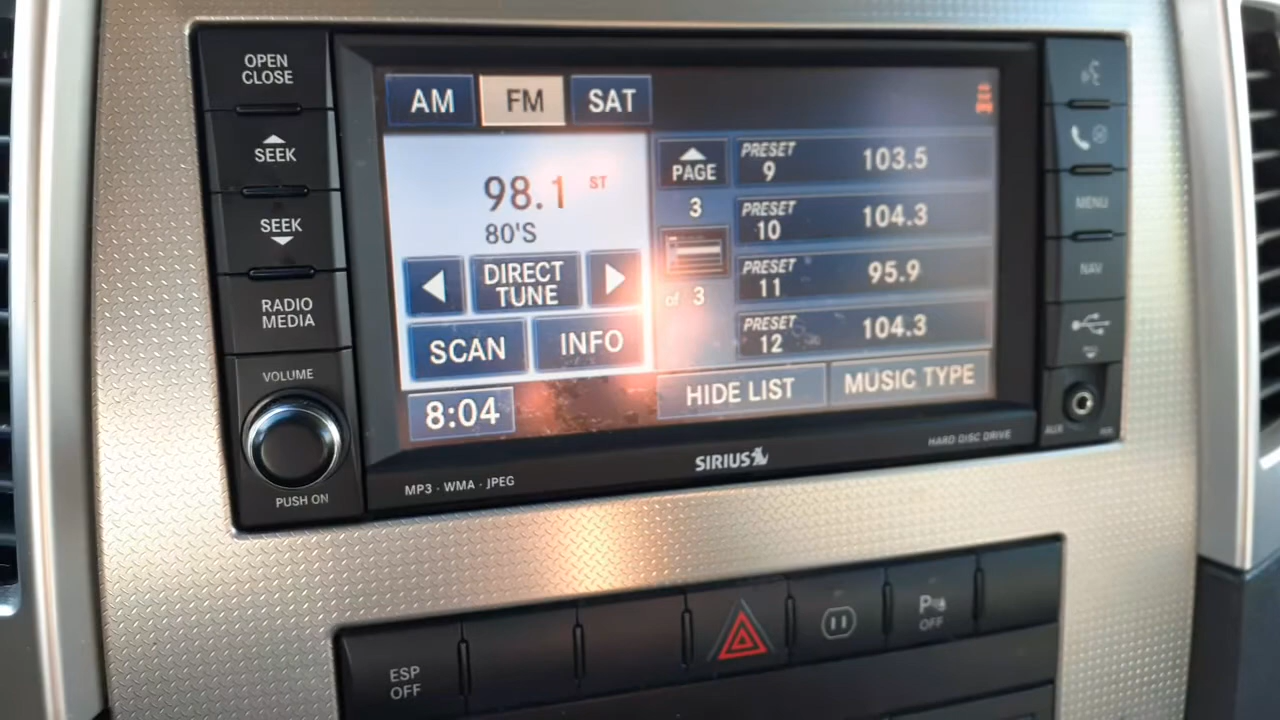 OPEN
CLOSE
SEEK
SEEK
RADIO
MEDIA
VOLUME
PUSH ON
AM
FM
SAT
98.1 ST
80'S
DIRECT
TUNE
SCAN
INFO
8:04
PAGE
3
of 3
PRESET
9
103.5
PRESET
10
104.3
PRESET
11
95.9
PRESET
12
104.3
HIDE LIST
MUSIC TYPE
MP3 · WMA · JPEG
SIRIUS
HARD DISC DRIVE
MENU
NAV
AUX
ESP
OFF
P
OFF